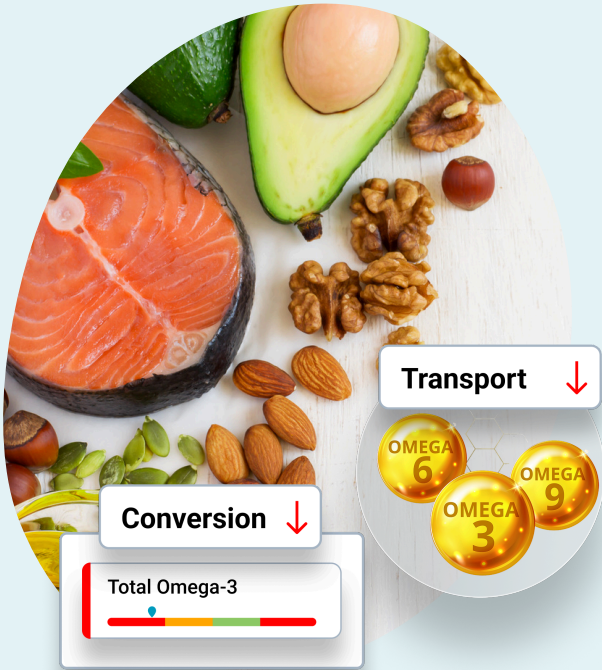 Transport
OMEGA
6
OMEGA
9
OMEGA
3
Conversion
Total Omega-3